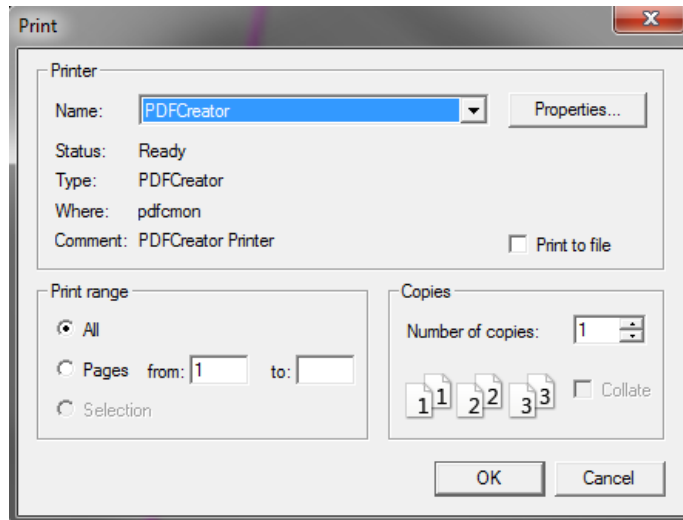 Print
Printer
Name: PDFCreator Properties...
Status: Ready
Type: PDFCreator
Where: pdfcmon
Comment: PDFCreator Printer Print to file
Print range
All
Pages from: 1 to:
Selection
Copies
Number of copies: 1
1 1 2 2 3 3 Collate
OK Cancel